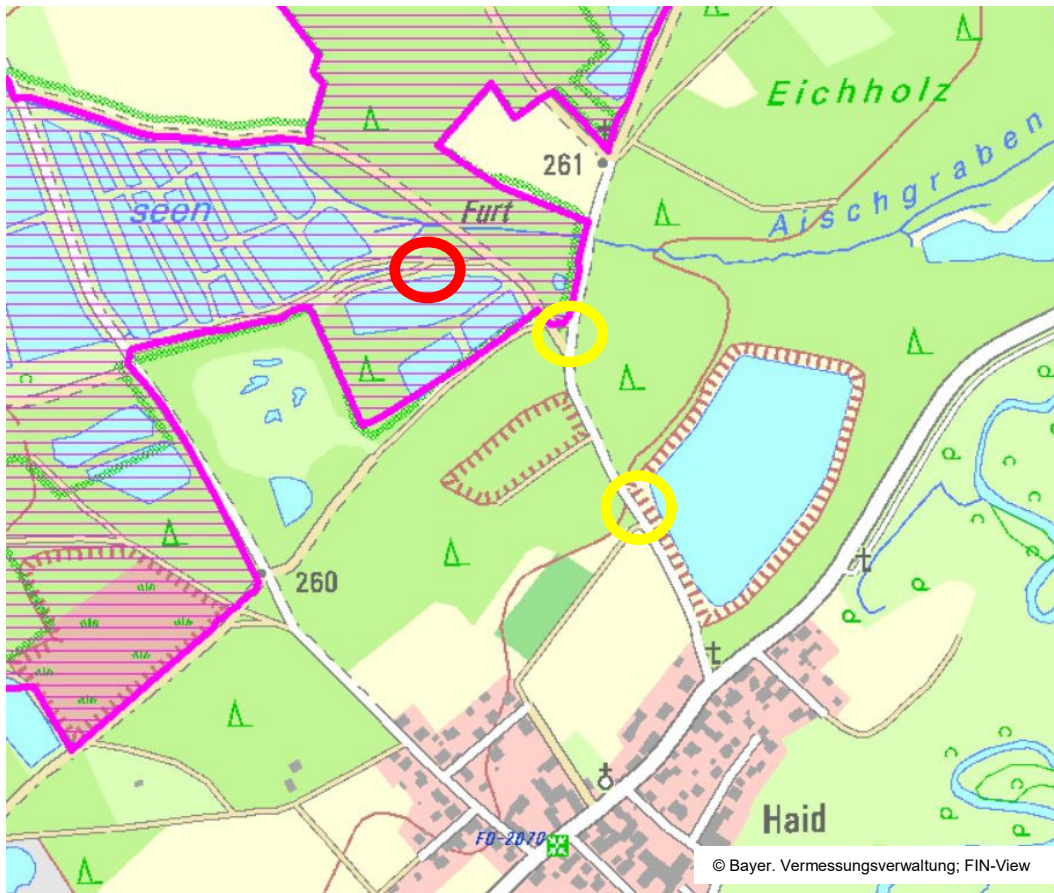 Eichholz
261
Aischgraben
seen
Furt
260
Haid
FO-2070
© Bayer. Vermessungsverwaltung; FIN-View